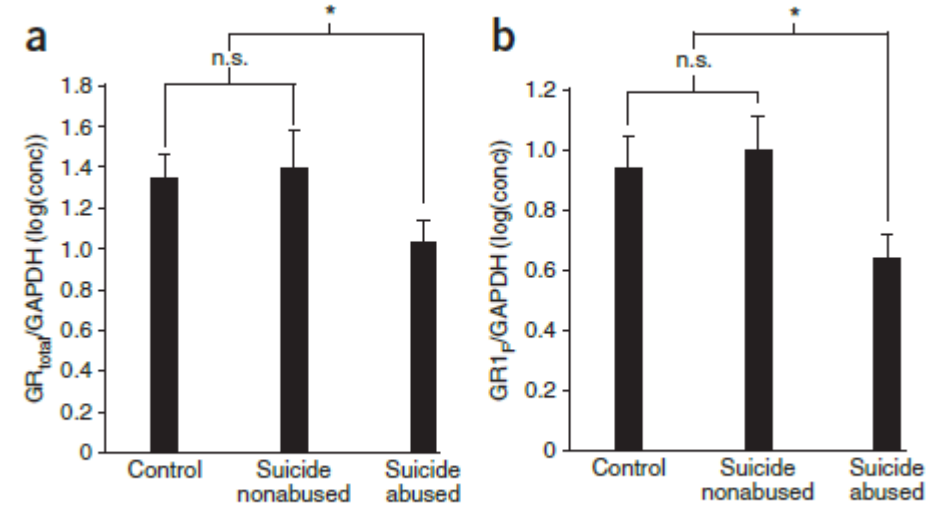 a
*
n.s.
1.8
1.6
1.4
1.2
1.0
0.8
0.6
0.4
0.2
0
GRtotal/GAPDH (log(conc))
Control
Suicide
nonabused
Suicide
abused
b
*
n.s.
1.2
1.0
0.8
0.6
0.4
0.2
0
GR1F/GAPDH (log(conc))
Control
Suicide
nonabused
Suicide
abused